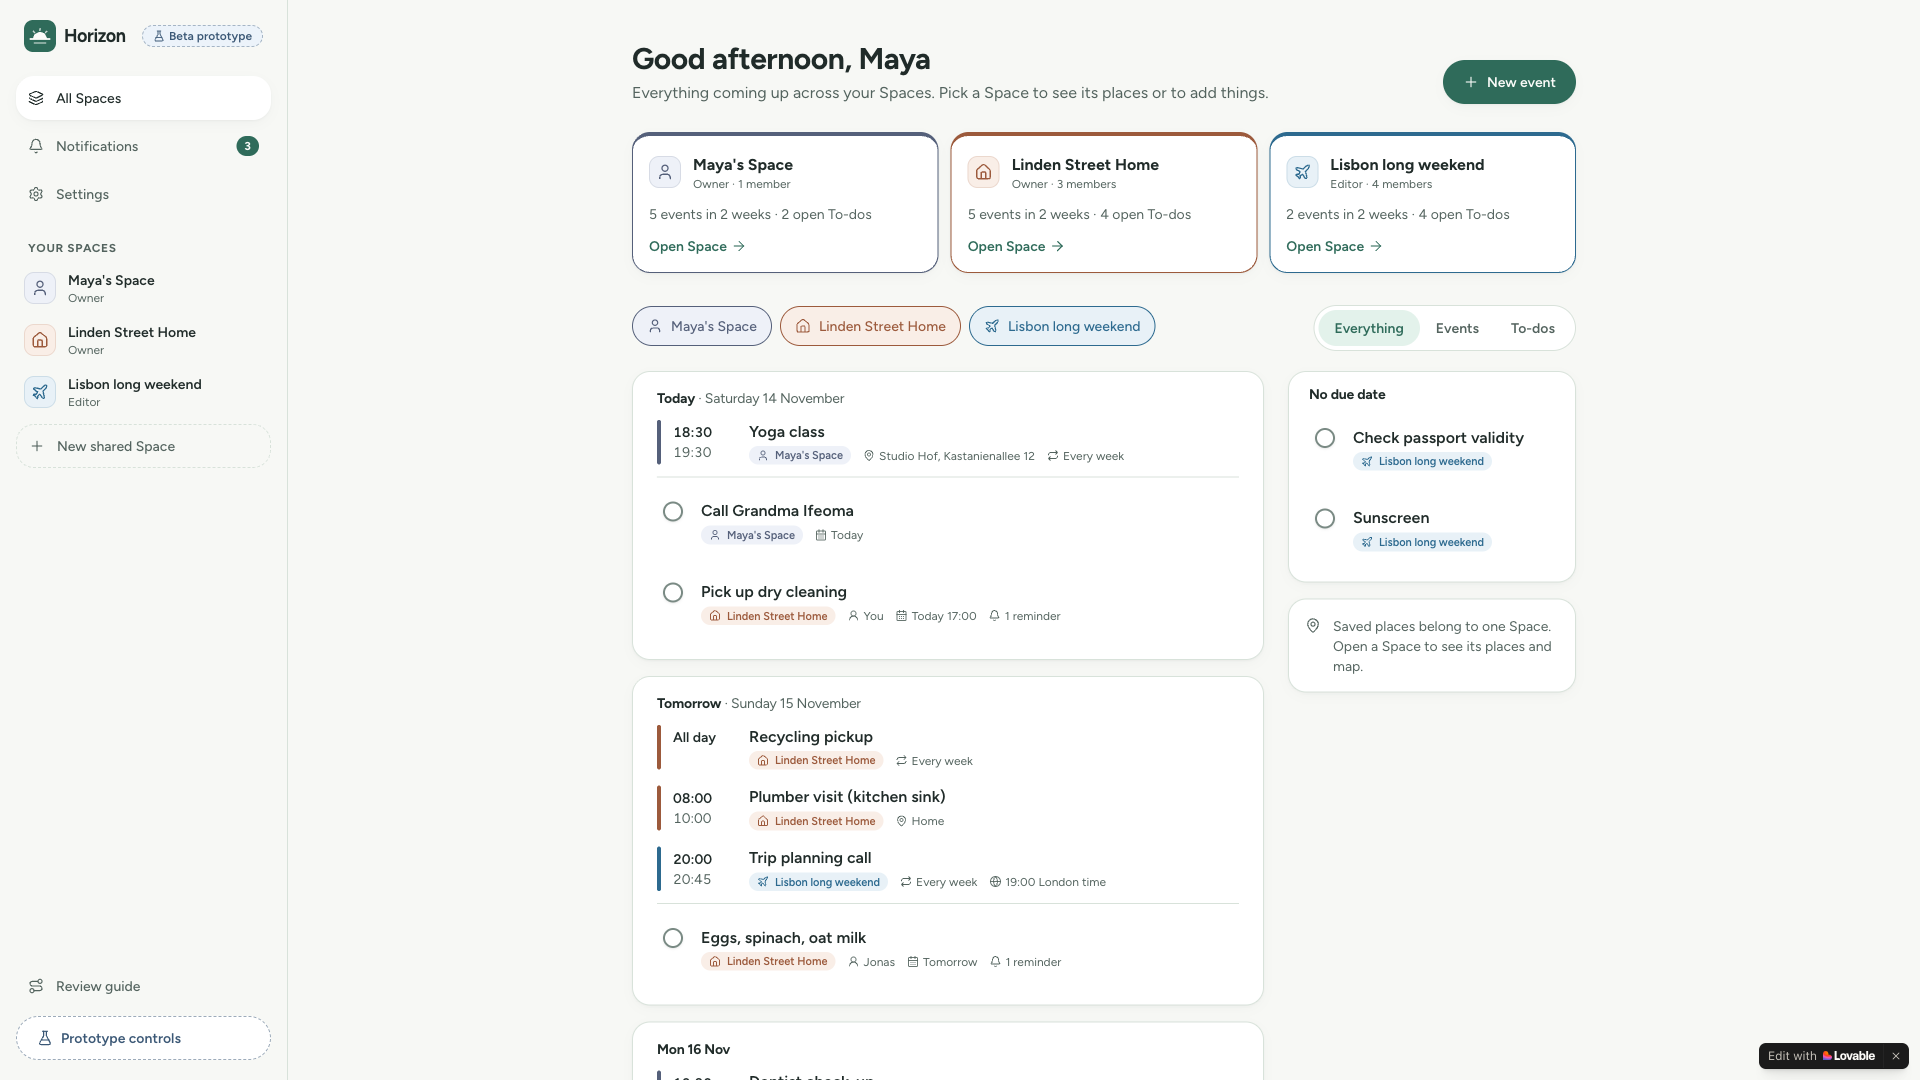 Horizon
Beta prototype
All Spaces
Notifications
3
Settings
YOUR SPACES
Maya's Space
Owner
Linden Street Home
Owner
Lisbon long weekend
Editor
New shared Space
Review guide
Prototype controls
Good afternoon, Maya
Everything coming up across your Spaces. Pick a Space to see its places or to add things.
New event
Maya's Space
Owner · 1 member
5 events in 2 weeks · 2 open To-dos
Open Space
Linden Street Home
Owner · 3 members
5 events in 2 weeks · 4 open To-dos
Open Space
Lisbon long weekend
Editor · 4 members
2 events in 2 weeks · 4 open To-dos
Open Space
Maya's Space
Linden Street Home
Lisbon long weekend
Everything
Events
To-dos
Today · Saturday 14 November
18:30
19:30
Yoga class
Maya's Space
Studio Hof, Kastanienallee 12
Every week
Call Grandma Ifeoma
Maya's Space
Today
Pick up dry cleaning
Linden Street Home
You
Today 17:00
1 reminder
Tomorrow · Sunday 15 November
All day
Recycling pickup
Linden Street Home
Every week
08:00
10:00
Plumber visit (kitchen sink)
Linden Street Home
Home
20:00
20:45
Trip planning call
Lisbon long weekend
Every week
19:00 London time
Eggs, spinach, oat milk
Linden Street Home
Jonas
Tomorrow
1 reminder
Mon 16 Nov
No due date
Check passport validity
Lisbon long weekend
Sunscreen
Lisbon long weekend
Saved places belong to one Space.
Open a Space to see its places and
map.
Edit with Lovable